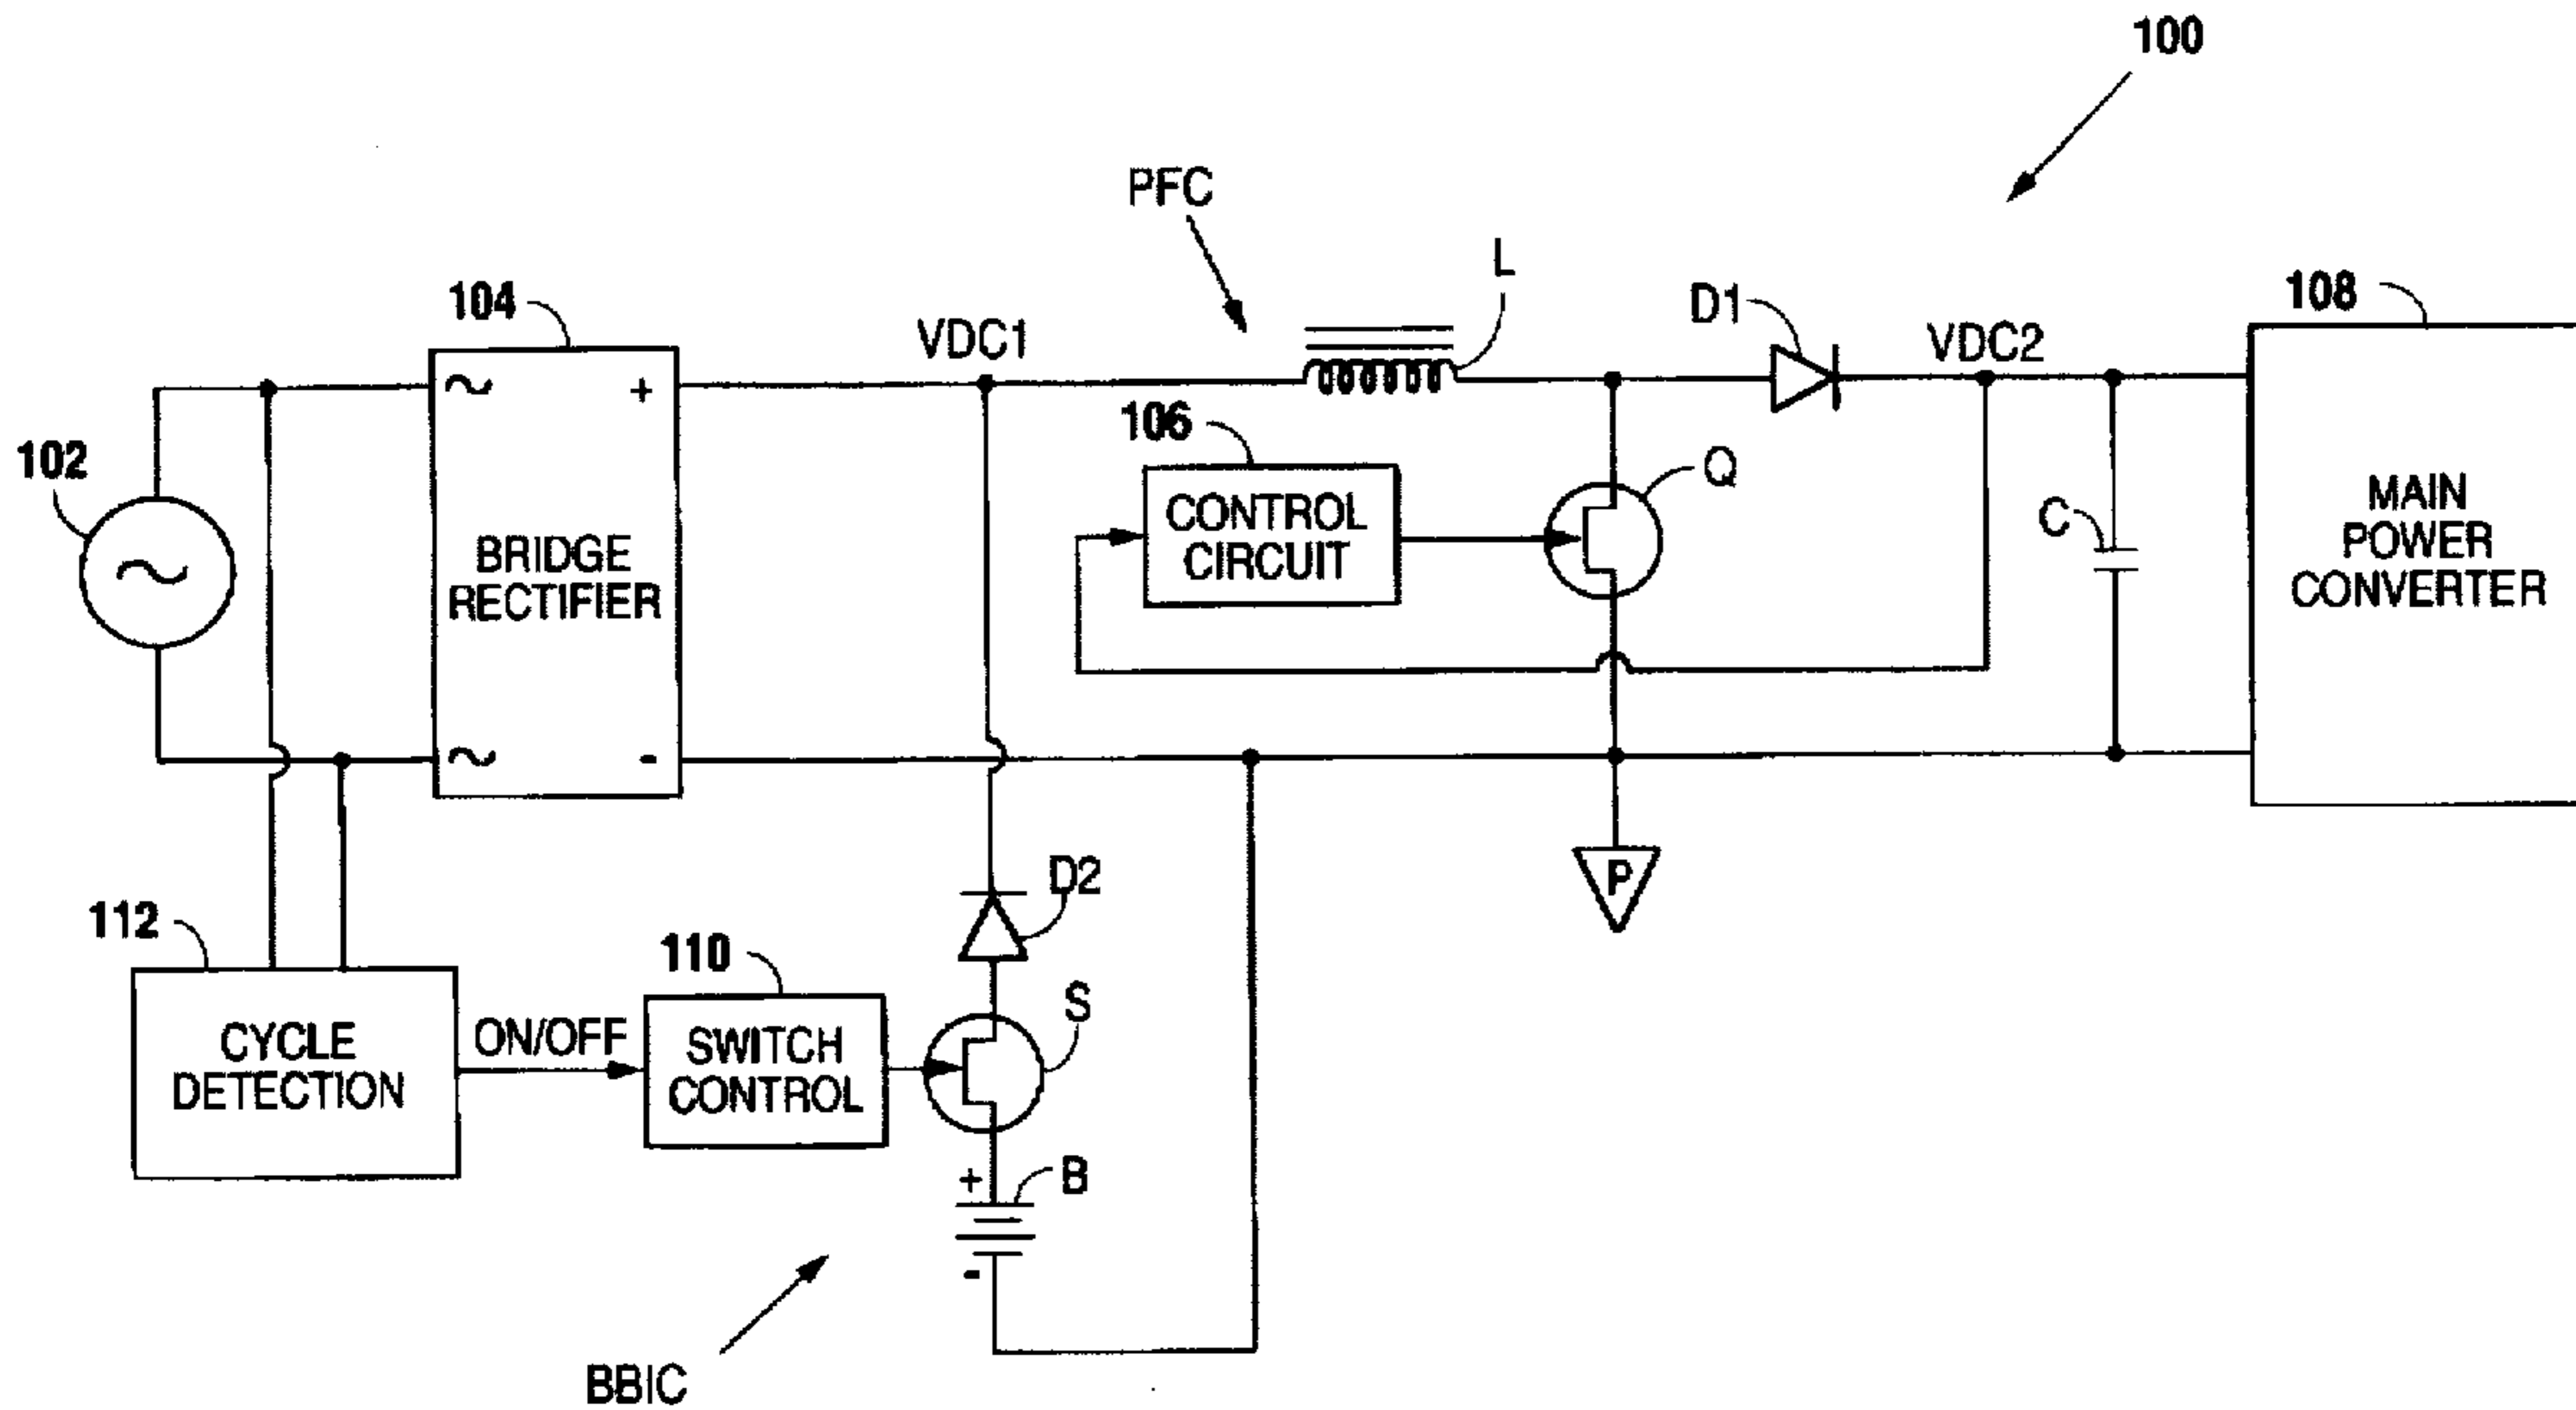 100
PFC
L
104
VDC1
D1
VDC2
108
~
+
106
102
Q
CONTROL
CIRCUIT
C
MAIN
POWER
CONVERTER
~
BRIDGE
RECTIFIER
~
-
D2
P
112
110
S
CYCLE
DETECTION
ON/OFF
SWITCH
CONTROL
+
B
-
BBIC